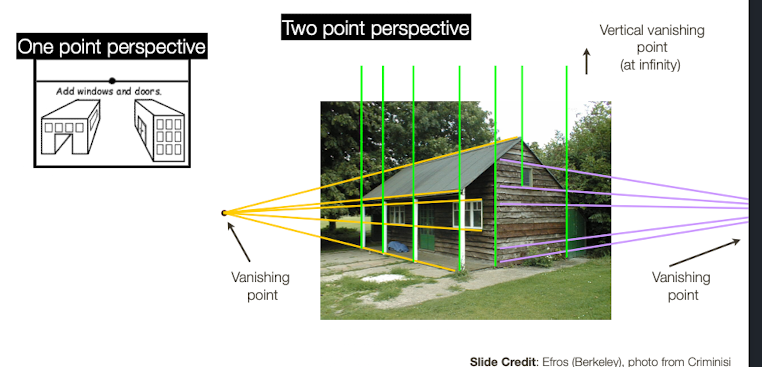 One point perspective
Add windows and doors.
Two point perspective
Vertical vanishing
point
(at infinity)
Vanishing
point
Vanishing
point
Slide Credit: Efros (Berkeley), photo from Criminisi